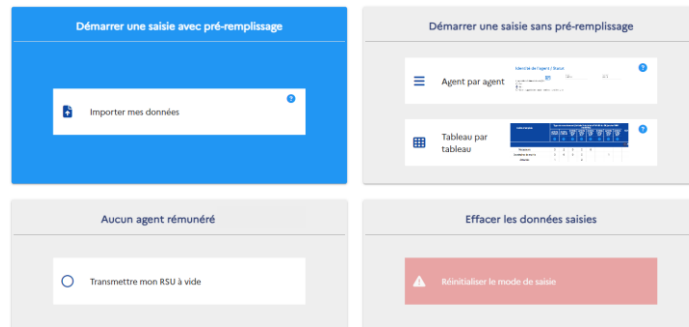 Démarrer une saisie avec pré-remplissage
Importer mes données
?
Démarrer une saisie sans pré-remplissage
Agent par agent
?
Tableau par
tableau
?
Aucun agent rémunéré
Transmettre mon RSU à vide
Effacer les données saisies
Réinitialiser le mode de saisie